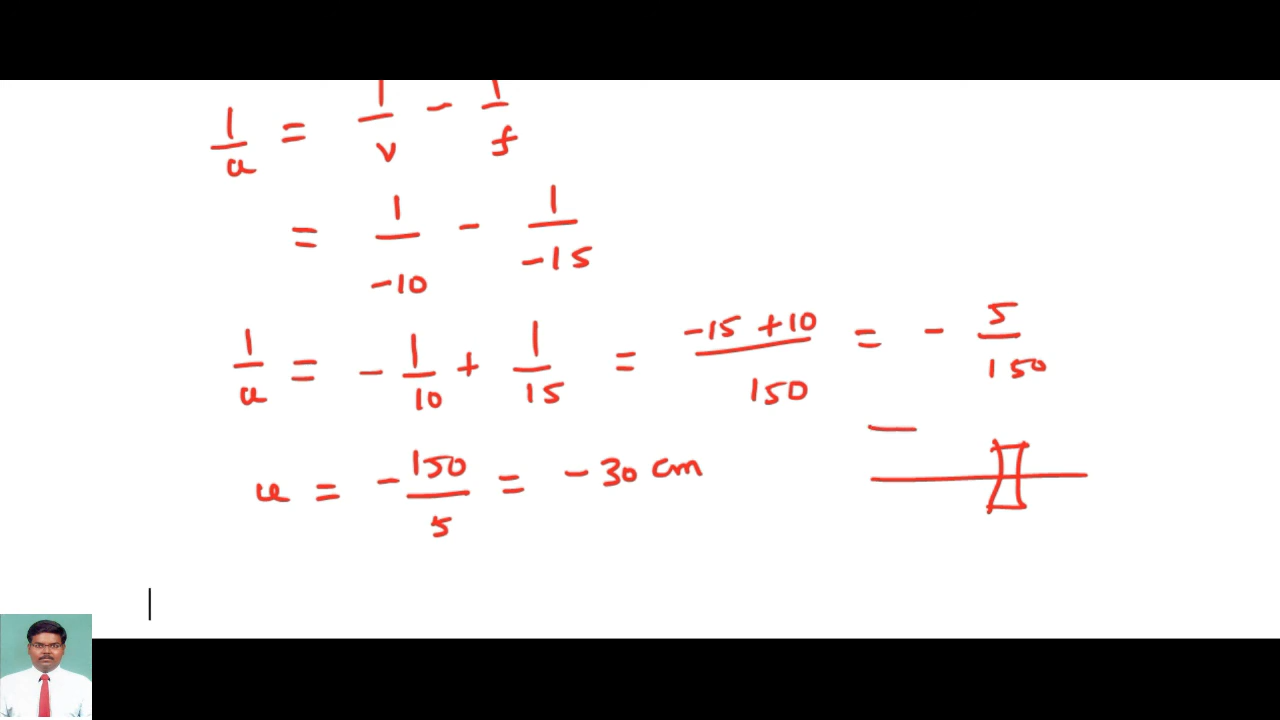 1/u = 1/v - 1/f
= 1/-10 - 1/-15
1/u = - 1/10 + 1/15 = -15 +10/150 = - 5/150
u = - 150/5 = - 30 cm